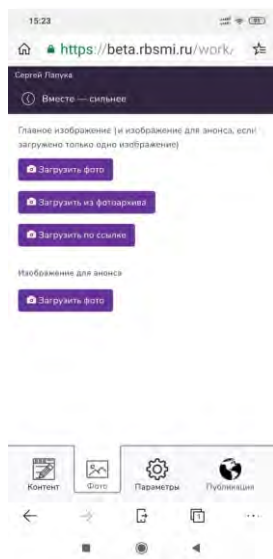 15:23
https://beta.rbsmi.ru/work/
Сергей Лапука
Вместе — сильнее
Главное изображение (и изображение для анонса, если
загружено только одно изображение)
Загрузить фото
Загрузить из фотоархива
Загрузить по ссылке
Изображение для анонса
Загрузить фото
Контент
Фото
Параметры
Публикация
1